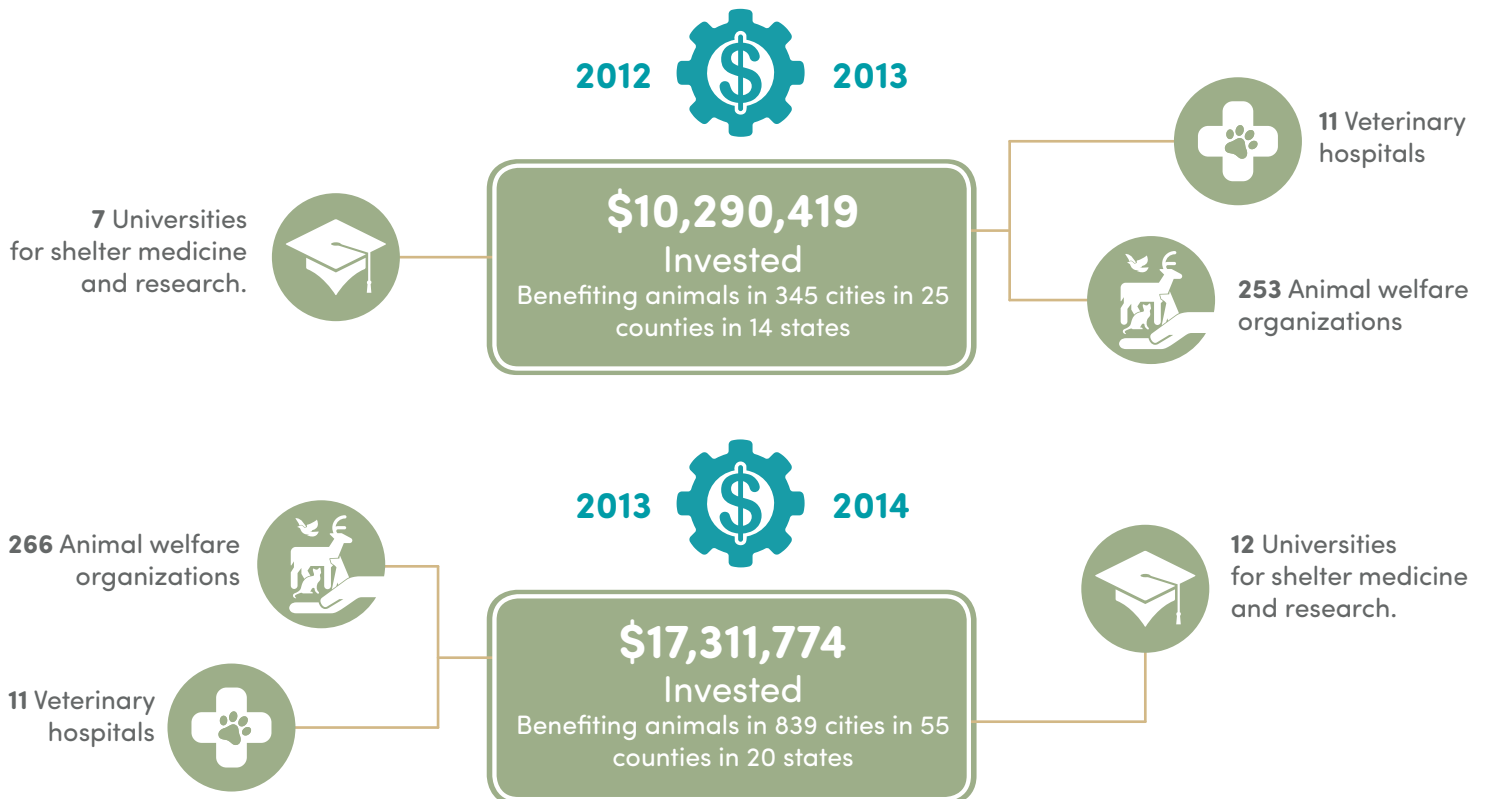 2012
2013
7 Universities
for shelter medicine
and research.
$10,290,419
Invested
Benefiting animals in 345 cities in 25
counties in 14 states
11 Veterinary
hospitals
253 Animal welfare
organizations
2013
2014
266 Animal welfare
organizations
11 Veterinary
hospitals
$17,311,774
Invested
Benefiting animals in 839 cities in 55
counties in 20 states
12 Universities
for shelter medicine
and research.